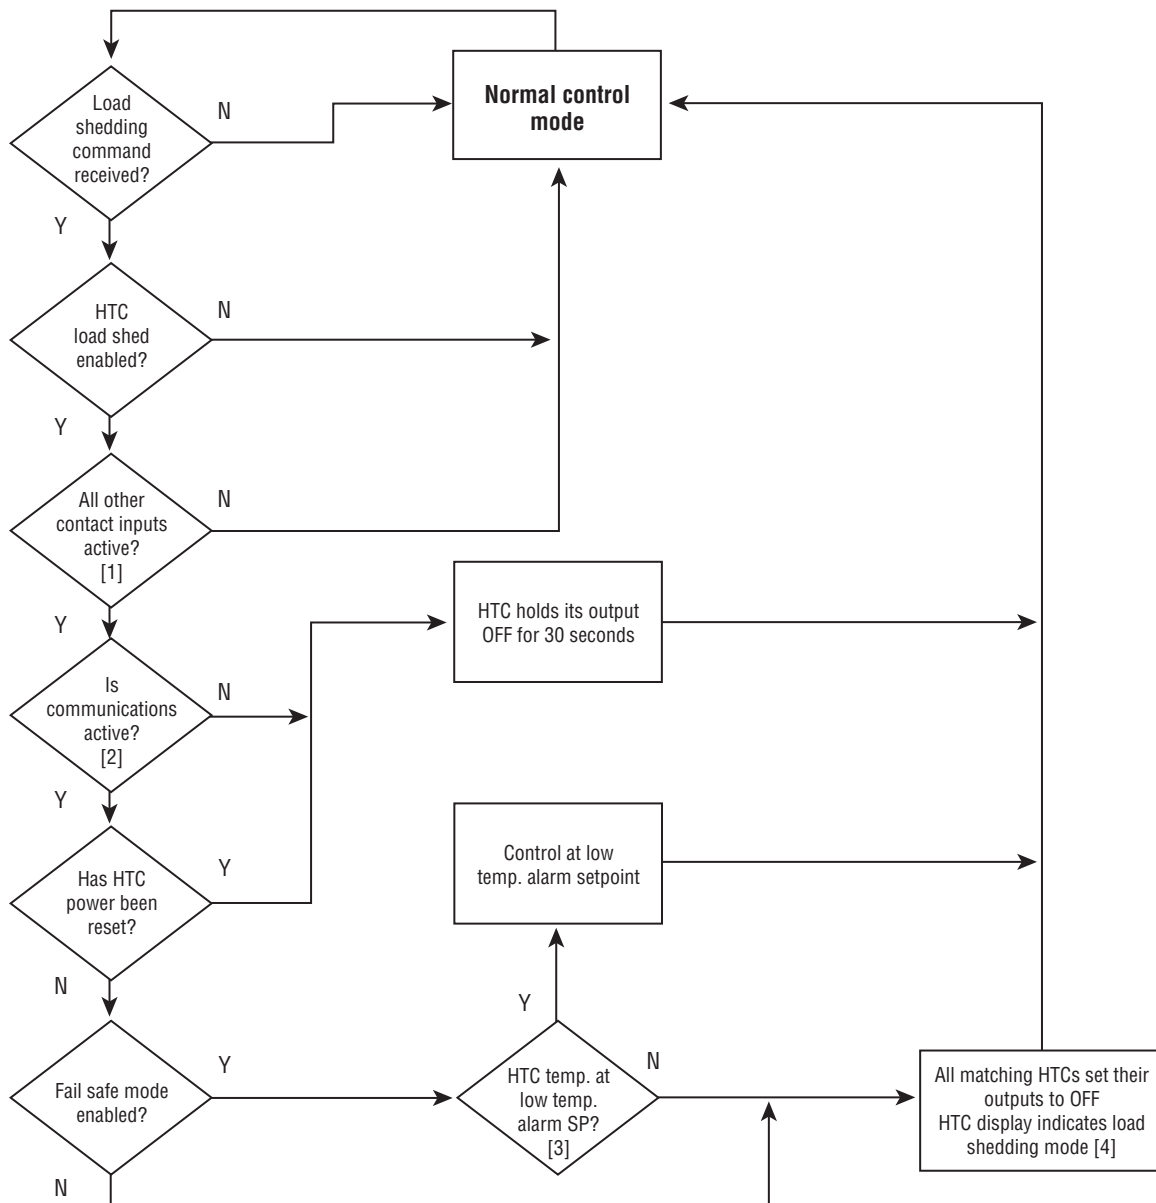 Normal control
mode
Load
shedding
command
received?
N
Y
HTC
load shed
enabled?
N
Y
All other
contact inputs
active?
[1]
N
Y
HTC holds its output
OFF for 30 seconds
Is
communications
active?
[2]
N
Y
Control at low
temp. alarm setpoint
Has HTC
power been
reset?
Y
N
Y
Fail safe mode
enabled?
Y
N
HTC temp. at
low temp.
alarm SP?
[3]
N
All matching HTCs set their
outputs to OFF
HTC display indicates load
shedding mode [4]